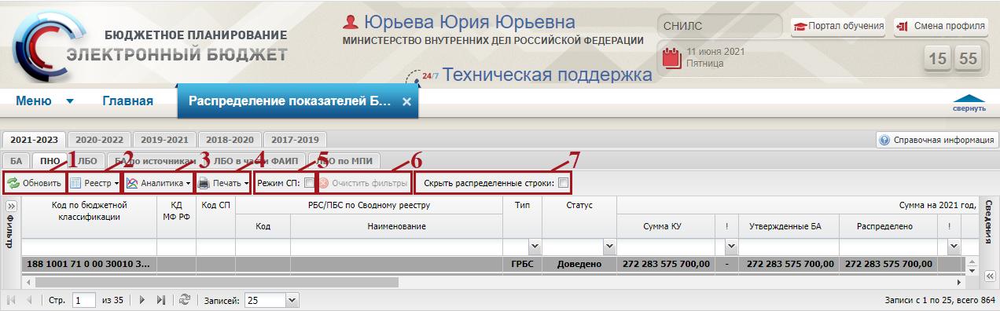 БЮДЖЕТНОЕ ПЛАНИРОВАНИЕ
ЭЛЕКТРОННЫЙ БЮДЖЕТ
Юрьева Юрия Юрьевна
МИНИСТЕРСТВО ВНУТРЕННИХ ДЕЛ РОССИЙСКОЙ ФЕДЕРАЦИИ
24/7 Техническая поддержка
СНИЛС
Портал обучения
Смена профиля
11 июня 2021
Пятница
15 55
Меню Главная Распределение показателей Б... ×
свернуть
2021-2023 2020-2022 2019-2021 2018-2020 2017-2019
Справочная информация
БА ПНО ЛБО БА по источникам ЛБО в части ФАИП ЛБО по МПИ
1 2 3 4 5 6 7
Обновить Реестр Аналитика Печать Режим СП: Очистить фильтры Скрыть распределенные строки:
Фильтр
Код по бюджетной классификации
КД МФ РФ
Код СП
РБС/ПБС по Сводному реестру
Код Наименование
Тип
Статус
Сумма на 2021 год,
Сумма КУ ! Утвержденные БА Распределено !
Сведения
188 1001 71 0 00 30010 3... ГРБС Доведено 272 283 575 700,00 - 272 283 575 700,00 272 283 575 700,00
Стр. 1 из 35 Записей: 25
Записи с 1 по 25, всего 864